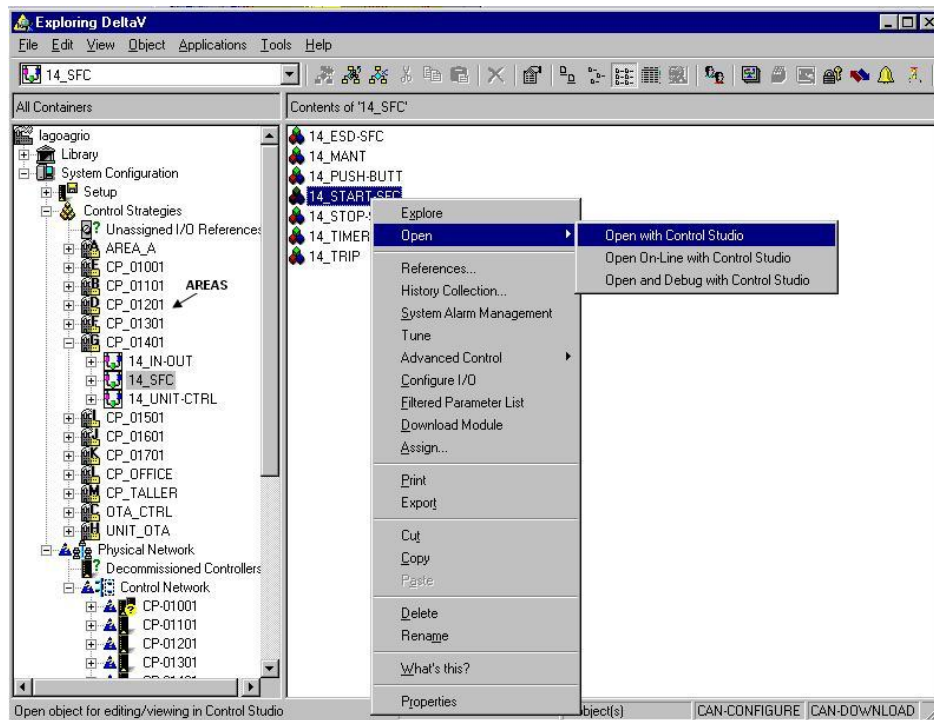 Exploring DeltaV
File Edit View Object Applications Tools Help
14_SFC
All Containers
Contents of '14_SFC'
lagoagrio
Library
System Configuration
Setup
Control Strategies
Unassigned I/O References
AREA_A
CP_01001
CP_01101
AREAS
CP_01201
CP_01301
CP_01401
14_IN-OUT
14_SFC
14_UNIT-CTRL
CP_01501
CP_01601
CP_01701
CP_OFFICE
CP_TALLER
OTA_CTRL
UNIT_OTA
Physical Network
Decommissioned Controllers
Control Network
CP-01001
CP-01101
CP-01201
CP-01301
14_ESD-SFC
14_MANT
14_PUSH-BUTT
14_START-SFC
14_STOP-S
14_TIMER
14_TRIP
Explore
Open
References...
History Collection...
System Alarm Management
Tune
Advanced Control
Configure I/O
Filtered Parameter List
Download Module
Assign...
Print
Export
Cut
Copy
Paste
Delete
Rename
What's this?
Properties
Open with Control Studio
Open On-Line with Control Studio
Open and Debug with Control Studio
Open object for editing/viewing in Control Studio
object(s)
CAN-CONFIGURE
CAN-DOWNLOAD